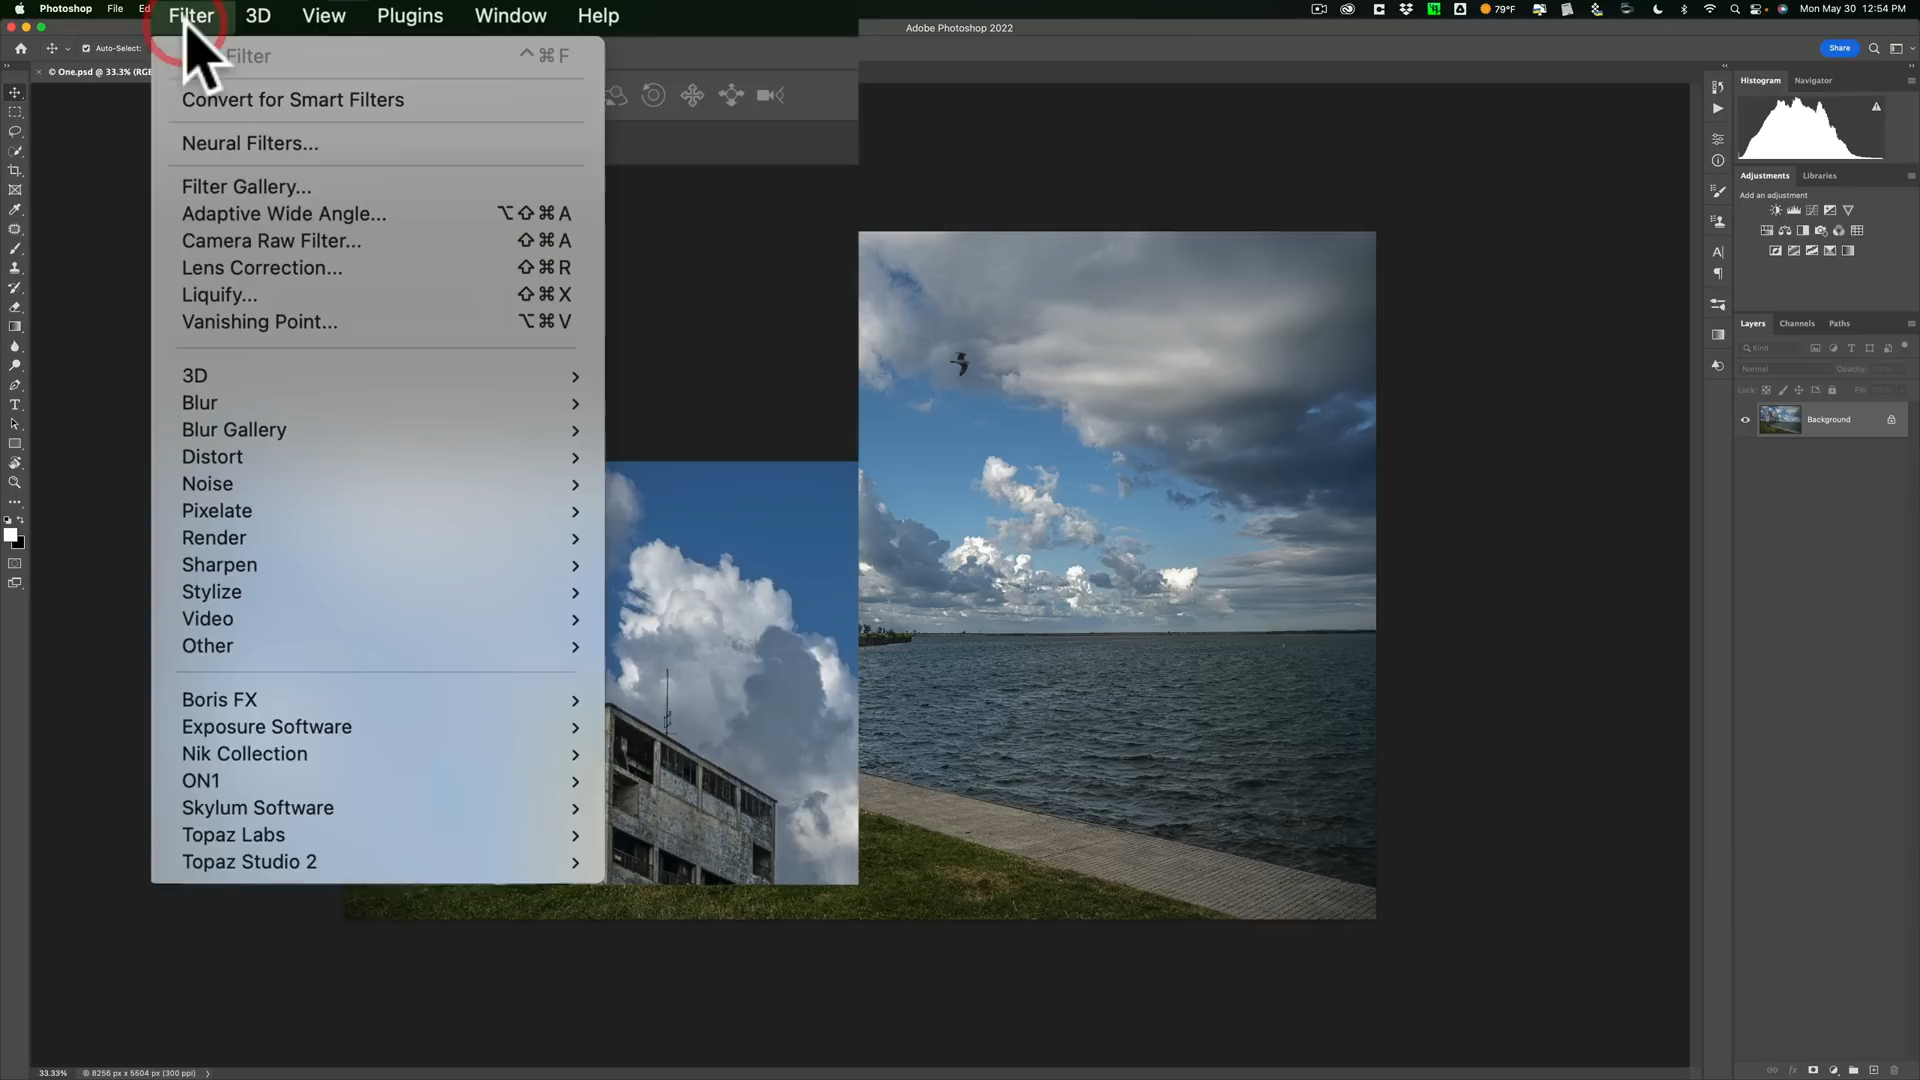 Photoshop
File
Ed
Filter
3D
View
Plugins
Window
Help
79°F
Mon May 30 12:54 PM
Adobe Photoshop 2022
Auto-Select:
Share
© One.psd @ 33.3% (RGB
Filter ^⌘F
Convert for Smart Filters
Neural Filters...
Filter Gallery...
Adaptive Wide Angle... ⌥⇧⌘A
Camera Raw Filter... ⇧⌘A
Lens Correction... ⇧⌘R
Liquify... ⇧⌘X
Vanishing Point... ⌥⌘V
3D
Blur
Blur Gallery
Distort
Noise
Pixelate
Render
Sharpen
Stylize
Video
Other
Boris FX
Exposure Software
Nik Collection
ON1
Skylum Software
Topaz Labs
Topaz Studio 2
Histogram
Navigator
Adjustments
Libraries
Add an adjustment
Layers
Channels
Paths
Kind
Normal
Opacity:
Lock:
Fill:
Background
33.33%
8256 px x 5504 px (300 ppi)